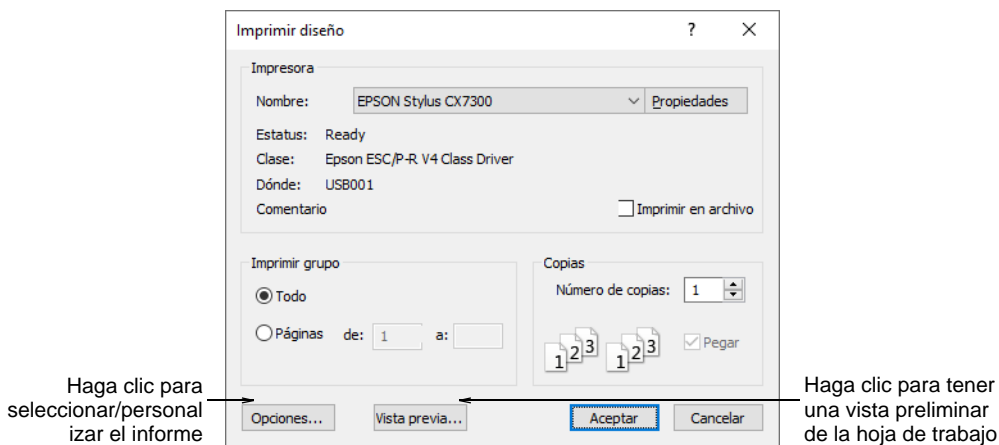 Imprimir diseño
?
Impresora
Nombre: EPSON Stylus CX7300 Propiedades
Estatus: Ready
Clase: Epson ESC/P-R V4 Class Driver
Dónde: USB001
Comentario Imprimir en archivo
Imprimir grupo
Todo
Páginas de: 1 a:
Copias
Número de copias: 1
1 2 3 1 2 3 Pegar
Haga clic para
seleccionar/personal
izar el informe
Opciones... Vista previa... Aceptar Cancelar
Haga clic para tener
una vista preliminar
de la hoja de trabajo